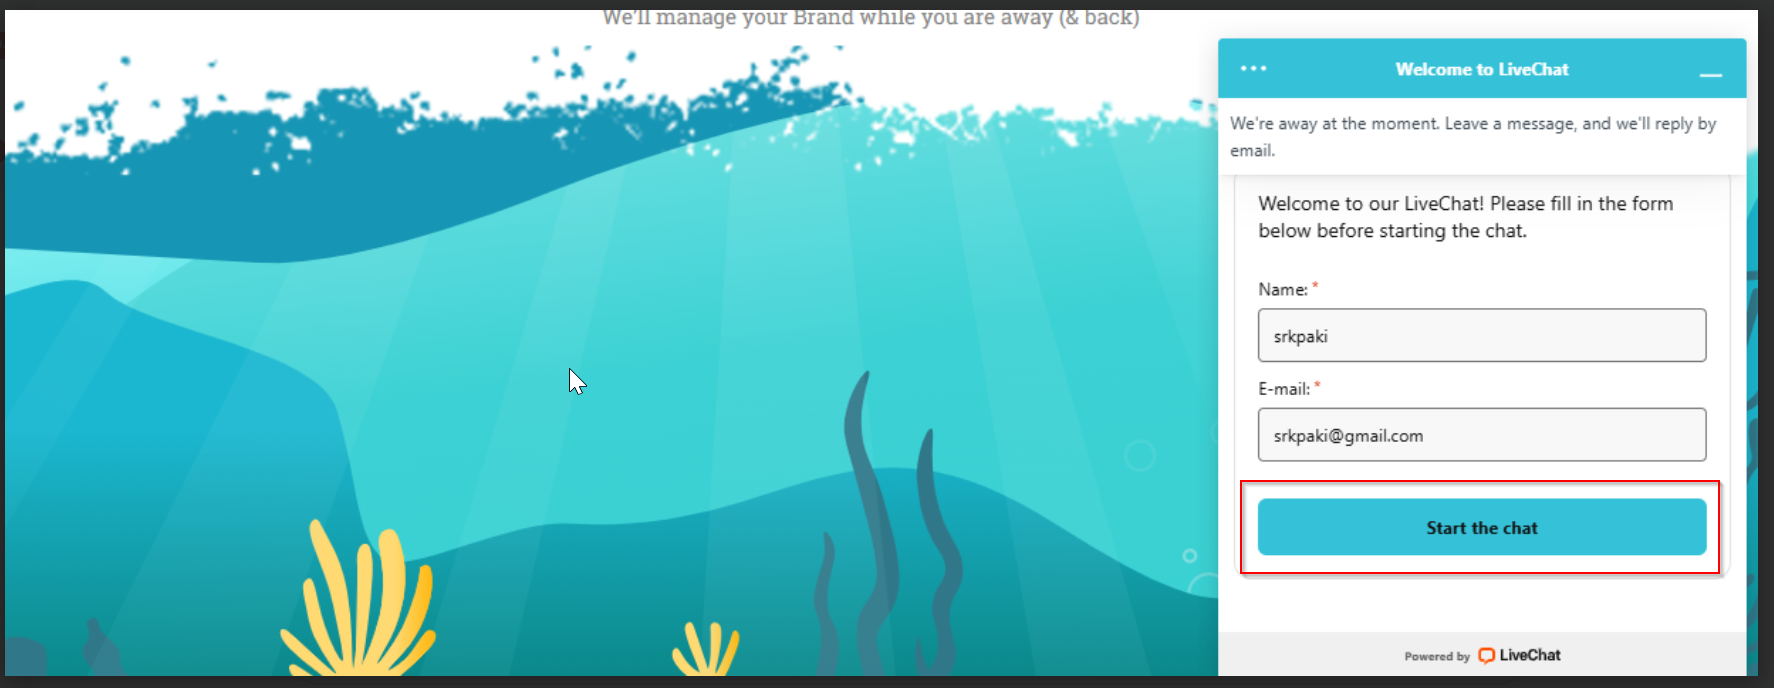 We'll manage your Brand while you are away (& back)
Welcome to LiveChat
We're away at the moment. Leave a message, and we'll reply by
email.
Welcome to our LiveChat! Please fill in the form
below before starting the chat.
Name: *
srkpaki
E-mail: *
srkpaki@gmail.com
Start the chat
Powered by LiveChat